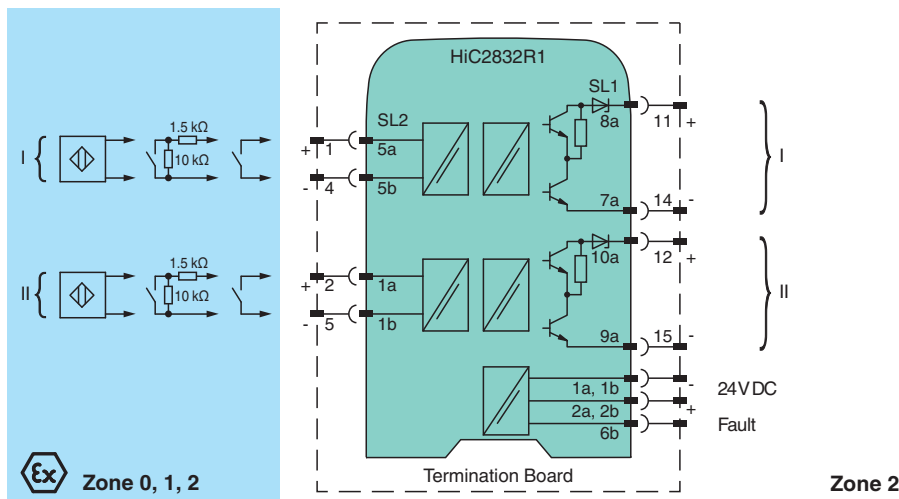 HiC2832R1
SL1
8a
11
+
I
1.5 kΩ
10 kΩ
+
1
SL2
5a
-
4
5b
7a
14
-
I
10a
12
+
II
1.5 kΩ
10 kΩ
+
2
1a
-
5
1b
9a
15
-
II
1a, 1b
-
24V DC
2a, 2b
+
6b
Fault
Ex
Zone 0, 1, 2
Termination Board
Zone 2